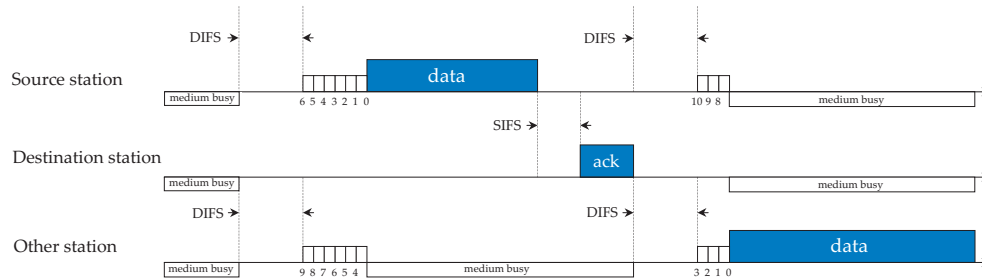 DIFS DIFS
Source station data
6 5 4 3 2 1 0 10 9 8
medium busy medium busy
SIFS
Destination station ack
medium busy medium busy
DIFS DIFS
Other station data
medium busy 9 8 7 6 5 4 medium busy 3 2 1 0